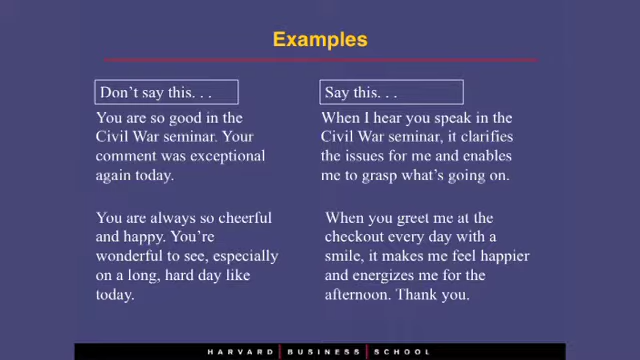 Examples
Don't say this. . .
You are so good in the
Civil War seminar. Your
comment was exceptional
again today.
You are always so cheerful
and happy. You're
wonderful to see, especially
on a long, hard day like
today.
Say this. . .
When I hear you speak in the
Civil War seminar, it clarifies
the issues for me and enables
me to grasp what's going on.
When you greet me at the
checkout every day with a
smile, it makes me feel happier
and energizes me for the
afternoon. Thank you.
HARVARD | BUSINESS | SCHOOL